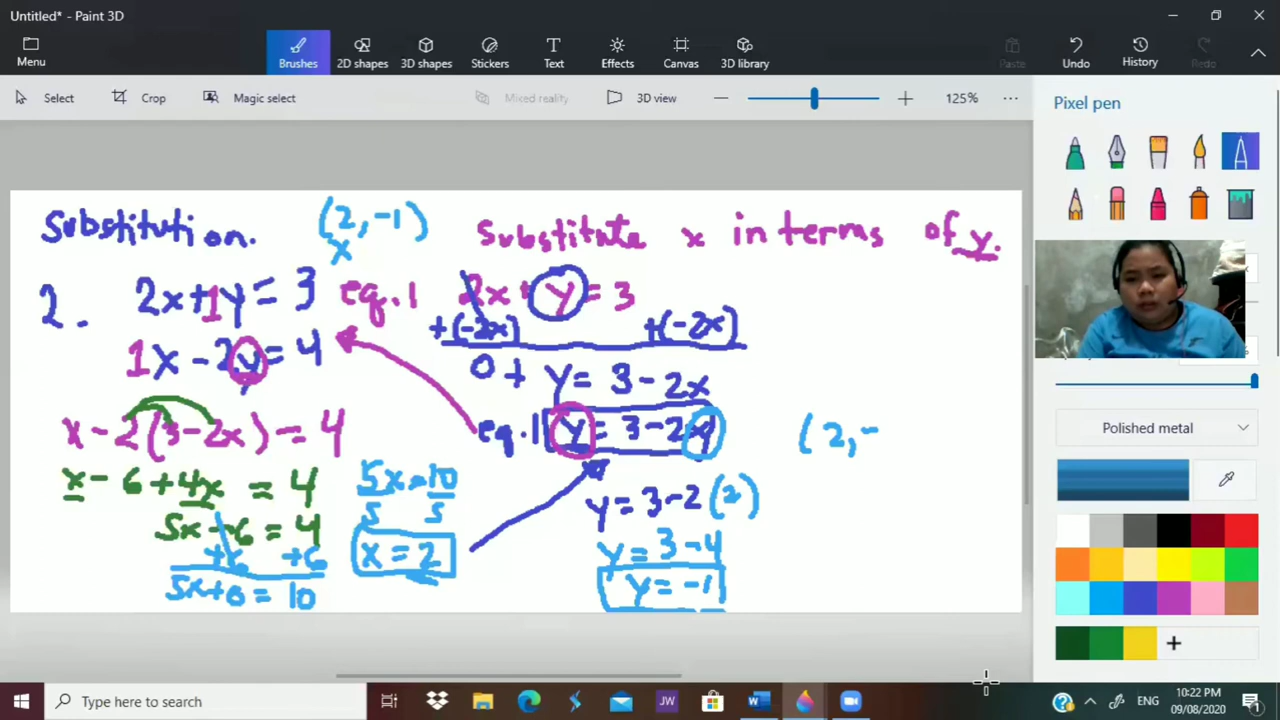 Untitled* - Paint 3D
Menu
Brushes
2D shapes
3D shapes
Stickers
Text
Effects
Canvas
3D library
Paste
Undo
History
Redo
Select
Crop
Magic select
Mixed reality
3D view
125%
Pixel pen
Substitution.
(2,-1)
x
Substitute x in terms of y.
2.
2x+1y=3 eq.1
1x-2y=4
x-2(3-2x)=4
x-6+4x=4
5x-6=4
+6 +6
5x+0=10
5x=10
5 5
x=2
2x+y=3
+(-2x) +(-2x)
0+y=3-2x
eq.1 y=3-2x
y=3-2(2)
y=3-4
y=-1
(2,-
Polished metal
Type here to search
JW
ENG
10:22 PM
09/08/2020
1